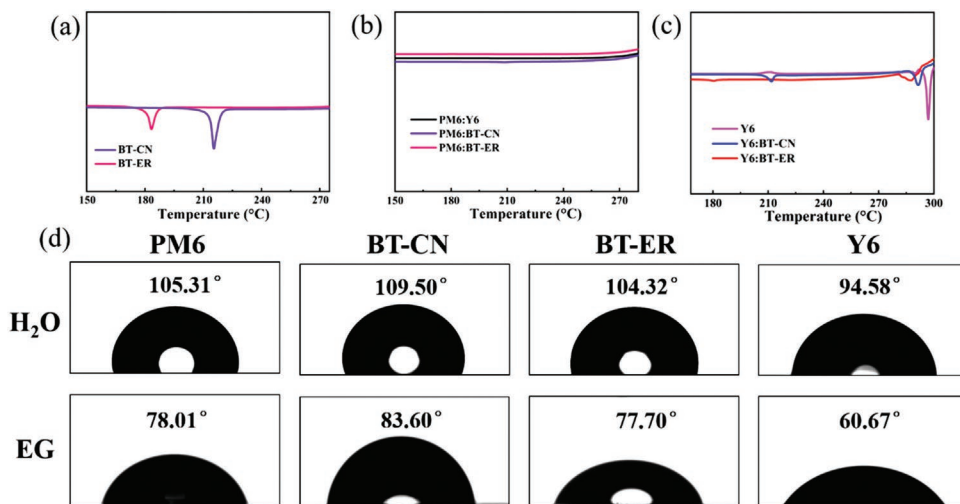 (a)
BT-CN
BT-ER
150 180 210 240 270
Temperature (°C)
(b)
PM6:Y6
PM6:BT-CN
PM6:BT-ER
150 180 210 240 270
Temperature (°C)
(c)
Y6
Y6:BT-CN
Y6:BT-ER
180 210 240 270 300
Temperature (°C)
(d)
PM6 BT-CN BT-ER Y6
H₂O
105.31° 109.50° 104.32° 94.58°
EG
78.01° 83.60° 77.70° 60.67°